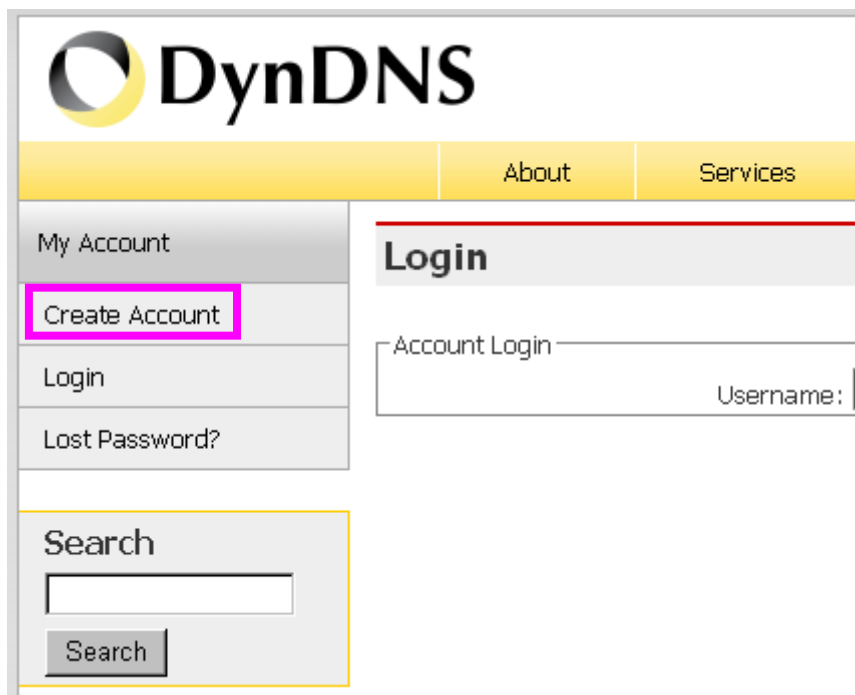 DynDNS
About
Services
My Account
Create Account
Login
Lost Password?
Search
Search
Login
Account Login
Username: